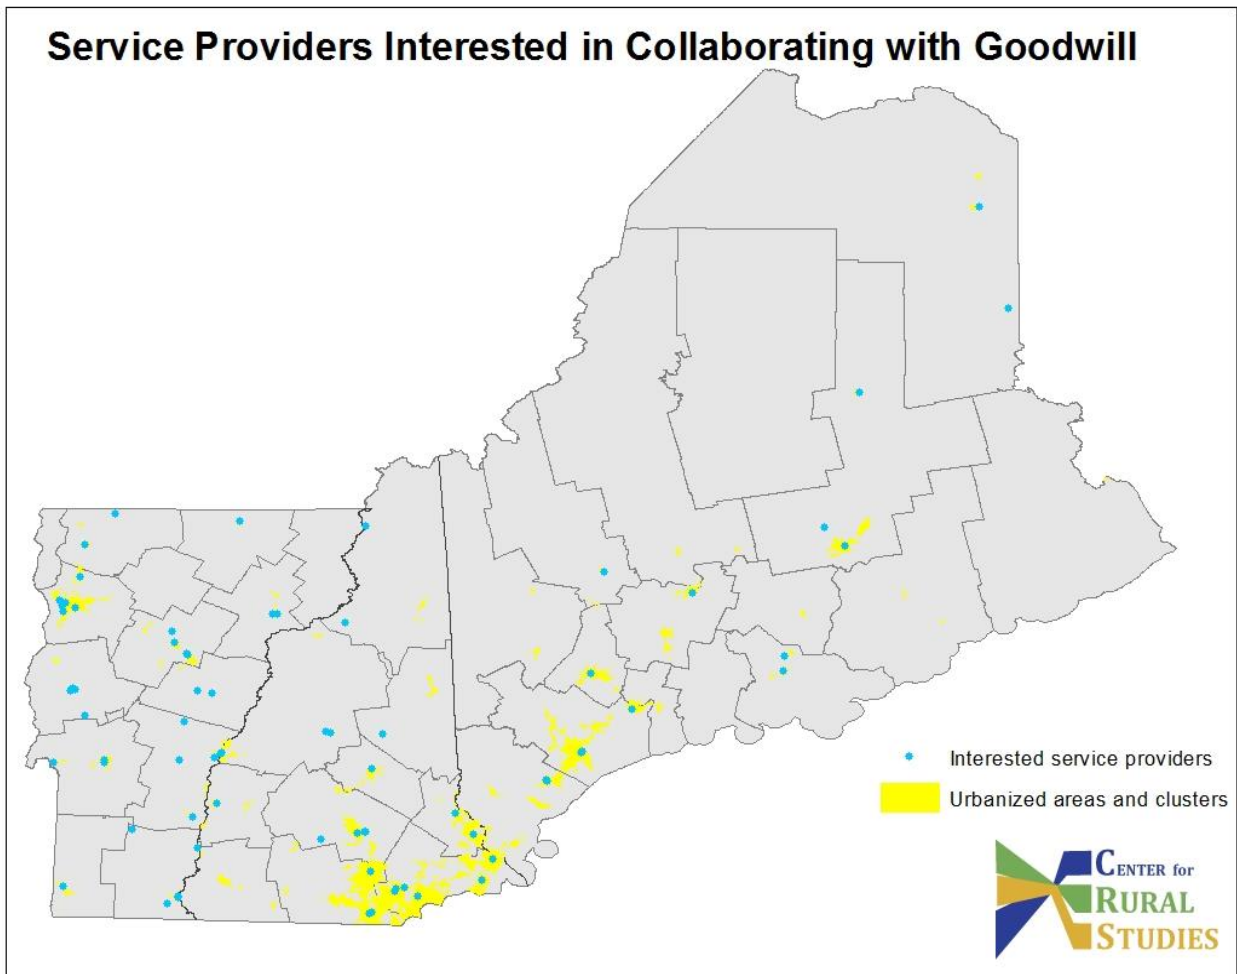 Service Providers Interested in Collaborating with Goodwill
Interested service providers
Urbanized areas and clusters
CENTER for
RURAL
STUDIES